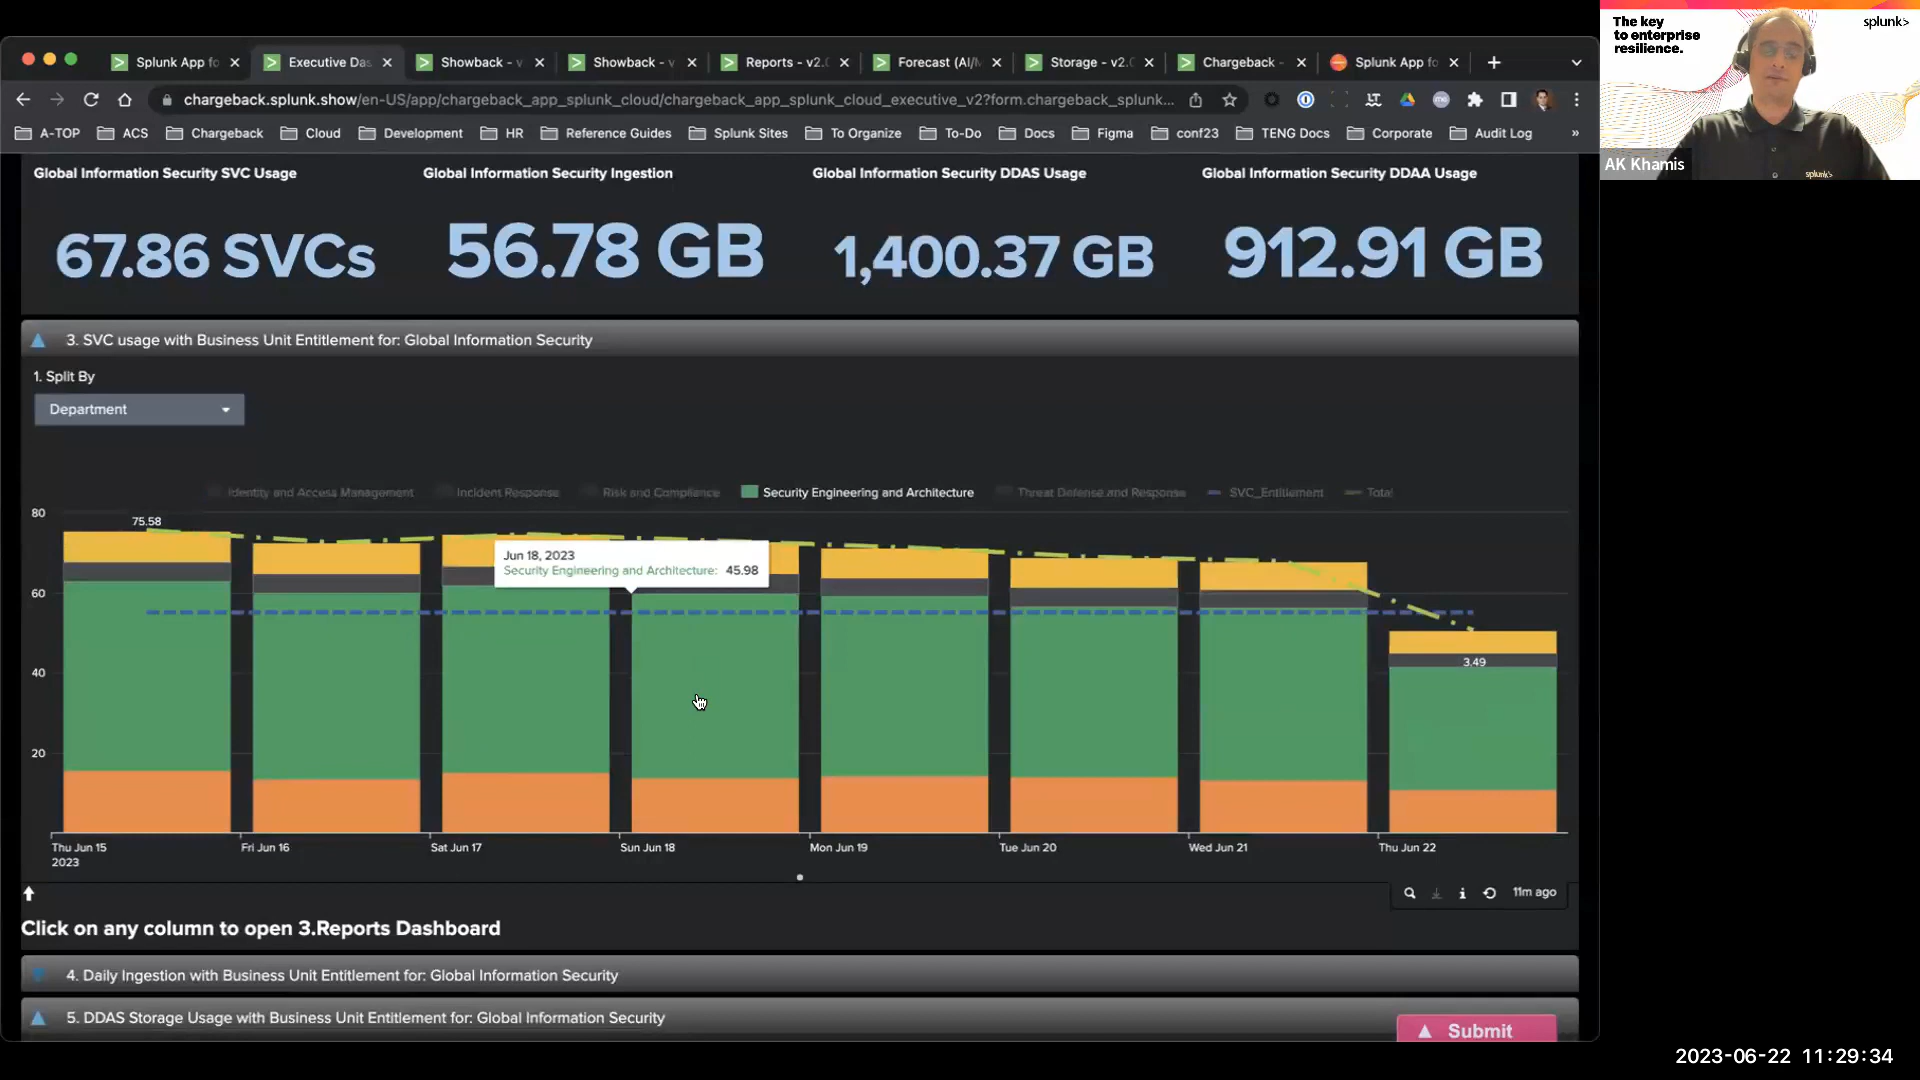 Splunk App fo
Executive Das
Showback - v
Showback - v
Reports - v2.0
Forecast (AI/M
Storage - v2.0
Chargeback -
Splunk App fo
chargeback.splunk.show/en-US/app/chargeback_app_splunk_cloud/chargeback_app_splunk_cloud_executive_v2?form.chargeback_splunk...
A-TOP
ACS
Chargeback
Cloud
Development
HR
Reference Guides
Splunk Sites
To Organize
To-Do
Docs
Figma
conf23
TENG Docs
Corporate
Audit Log
»
The key
to enterprise
resilience.
splunk>
splunk>
AK Khamis
Global Information Security SVC Usage
Global Information Security Ingestion
Global Information Security DDAS Usage
Global Information Security DDAA Usage
67.86 SVCs
56.78 GB
1,400.37 GB
912.91 GB
3. SVC usage with Business Unit Entitlement for: Global Information Security
1. Split By
Department
Identity and Access Management
Incident Response
Risk and Compliance
Security Engineering and Architecture
Threat Defense and Response
SVC_Entitlement
Total
80
60
40
20
75.58
Jun 18, 2023
Security Engineering and Architecture: 45.98
3.49
Thu Jun 15
2023
Fri Jun 16
Sat Jun 17
Sun Jun 18
Mon Jun 19
Tue Jun 20
Wed Jun 21
Thu Jun 22
11m ago
Click on any column to open 3.Reports Dashboard
4. Daily Ingestion with Business Unit Entitlement for: Global Information Security
5. DDAS Storage Usage with Business Unit Entitlement for: Global Information Security
Submit
2023-06-22 11:29:34